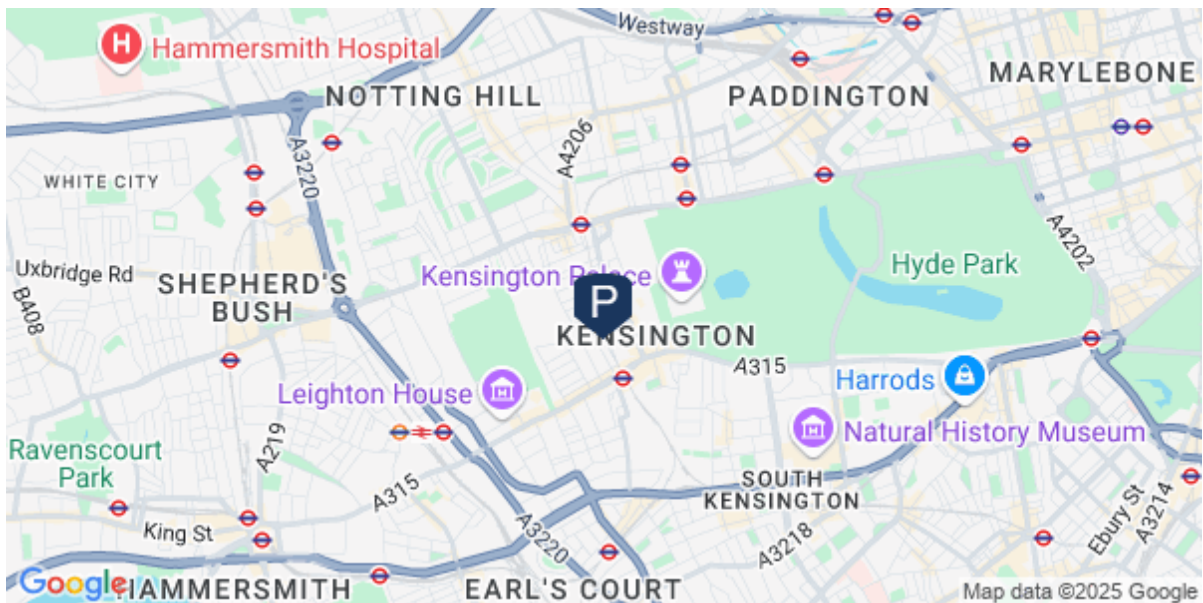 Westway
Hammersmith Hospital
MARYLEBONE
NOTTING HILL
PADDINGTON
A4206
A3220
WHITE CITY
A4202
Uxbridge Rd
Hyde Park
Kensington Palace
SHEPHERD'S
BUSH
B408
P
KENSINGTON
A315
Leighton House
Harrods
A219
Natural History Museum
Ravenscourt
Park
SOUTH
KENSINGTON
A315
King St
A3220
A3218
Ebury St
A3214
Google
HAMMERSMITH
EARL'S COURT
Map data ©2025 Google